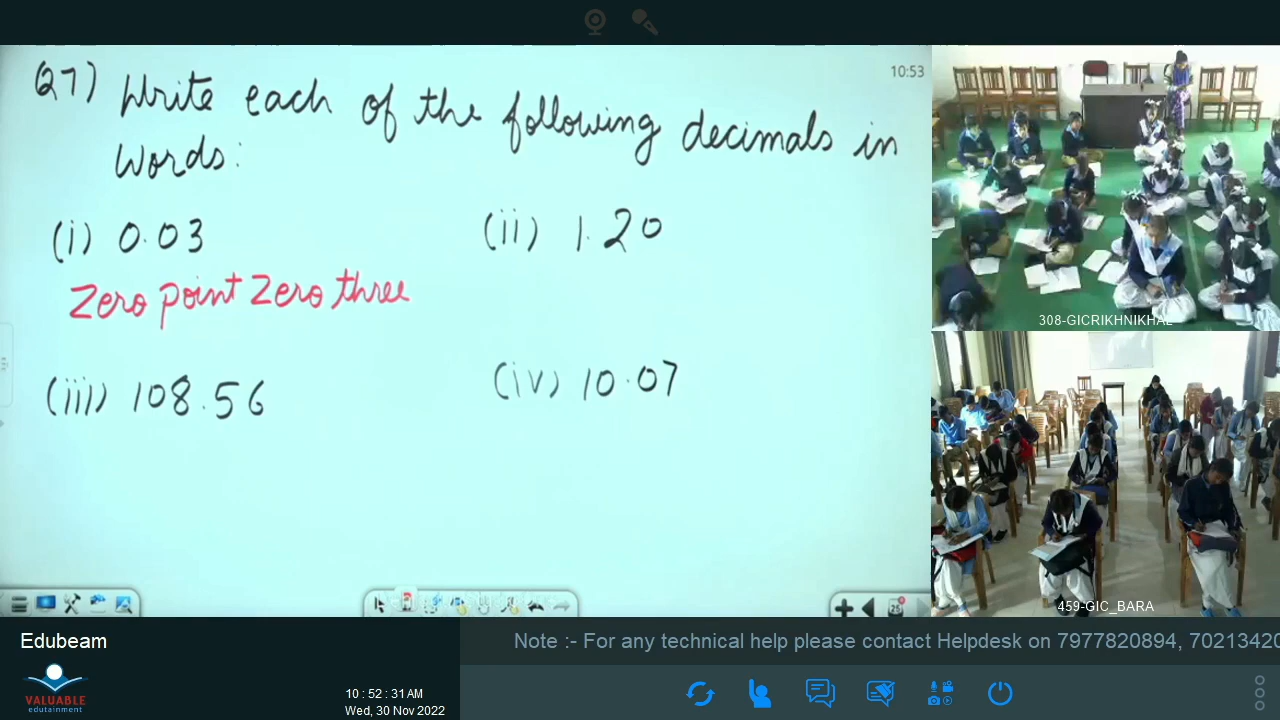 10:53
Q7) Write each of the following decimals in
words:
(i) 0.03
(ii) 1.20
Zero point Zero three
(iii) 108.56
(iv) 10.07
308-GICRIKHNIKHAL
459-GIC_BARA
Edubeam
Note :- For any technical help please contact Helpdesk on 7977820894, 70213420
VALUABLE
edutainment
10 : 52 : 31 AM
Wed, 30 Nov 2022
25